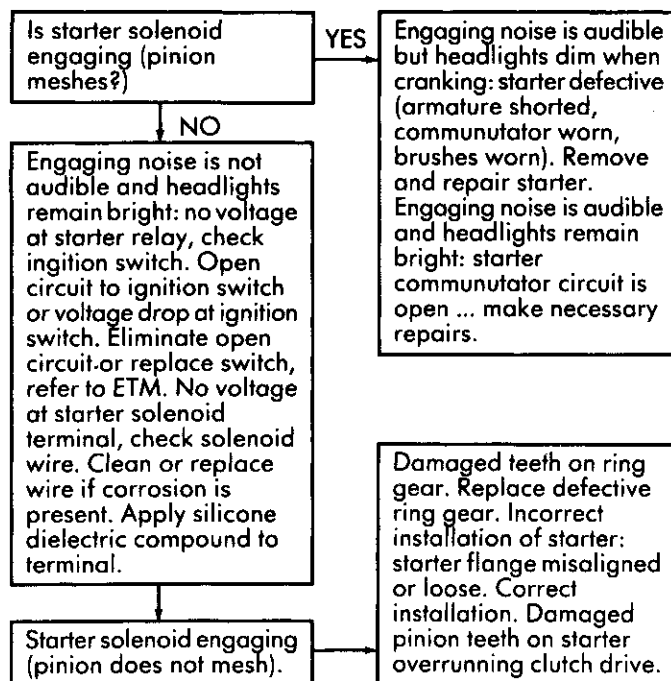 Is starter solenoid
engaging (pinion
meshes?)
YES
Engaging noise is audible
but headlights dim when
cranking: starter defective
(armature shorted,
communutator worn,
brushes worn). Remove
and repair starter.
Engaging noise is audible
and headlights remain
bright: starter
communutator circuit is
open ... make necessary
repairs.
NO
Engaging noise is not
audible and headlights
remain bright: no voltage
at starter relay, check
ingition switch. Open
circuit to ignition switch
or voltage drop at ignition
switch. Eliminate open
circuit or replace switch,
refer to ETM. No voltage
at starter solenoid
terminal, check solenoid
wire. Clean or replace
wire if corrosion is
present. Apply silicone
dielectric compound to
terminal.
Starter solenoid engaging
(pinion does not mesh).
Damaged teeth on ring
gear. Replace defective
ring gear. Incorrect
installation of starter:
starter flange misaligned
or loose. Correct
installation. Damaged
pinion teeth on starter
overrunning clutch drive.